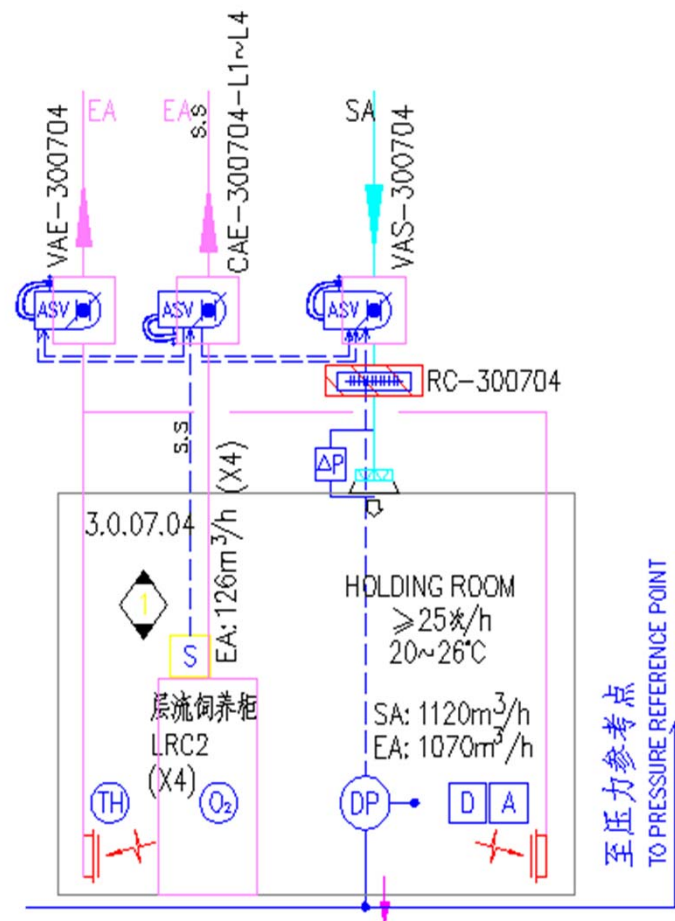 EA
EA
s.s
SA
VAE-300704
CAE-300704-L1~L4
VAS-300704
ASV
ASV
ASV
RC-300704
s.s
ΔP
3.0.07.04
EA: 126m³/h (X4)
1
S
HOLDING ROOM
≥25次/h
20~26℃
层流饲养柜
LRC2
(X4)
SA: 1120m³/h
EA: 1070m³/h
TH
O₂
DP
D
A
至压力参考点
TO PRESSURE REFERENCE POINT